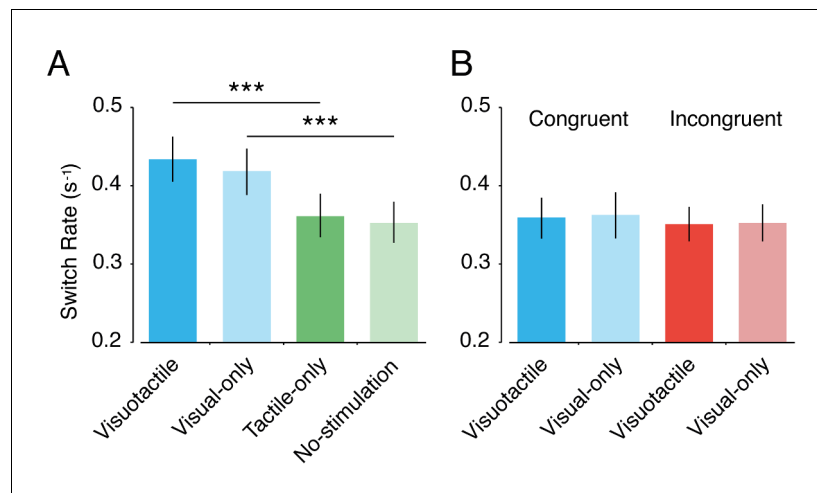 A
B
***
***
Congruent Incongruent
Switch Rate (s⁻¹)
0.5
0.4
0.3
0.2
0.5
0.4
0.3
0.2
Visuotactile
Visual-only
Tactile-only
No-stimulation
Visuotactile
Visual-only
Visuotactile
Visual-only